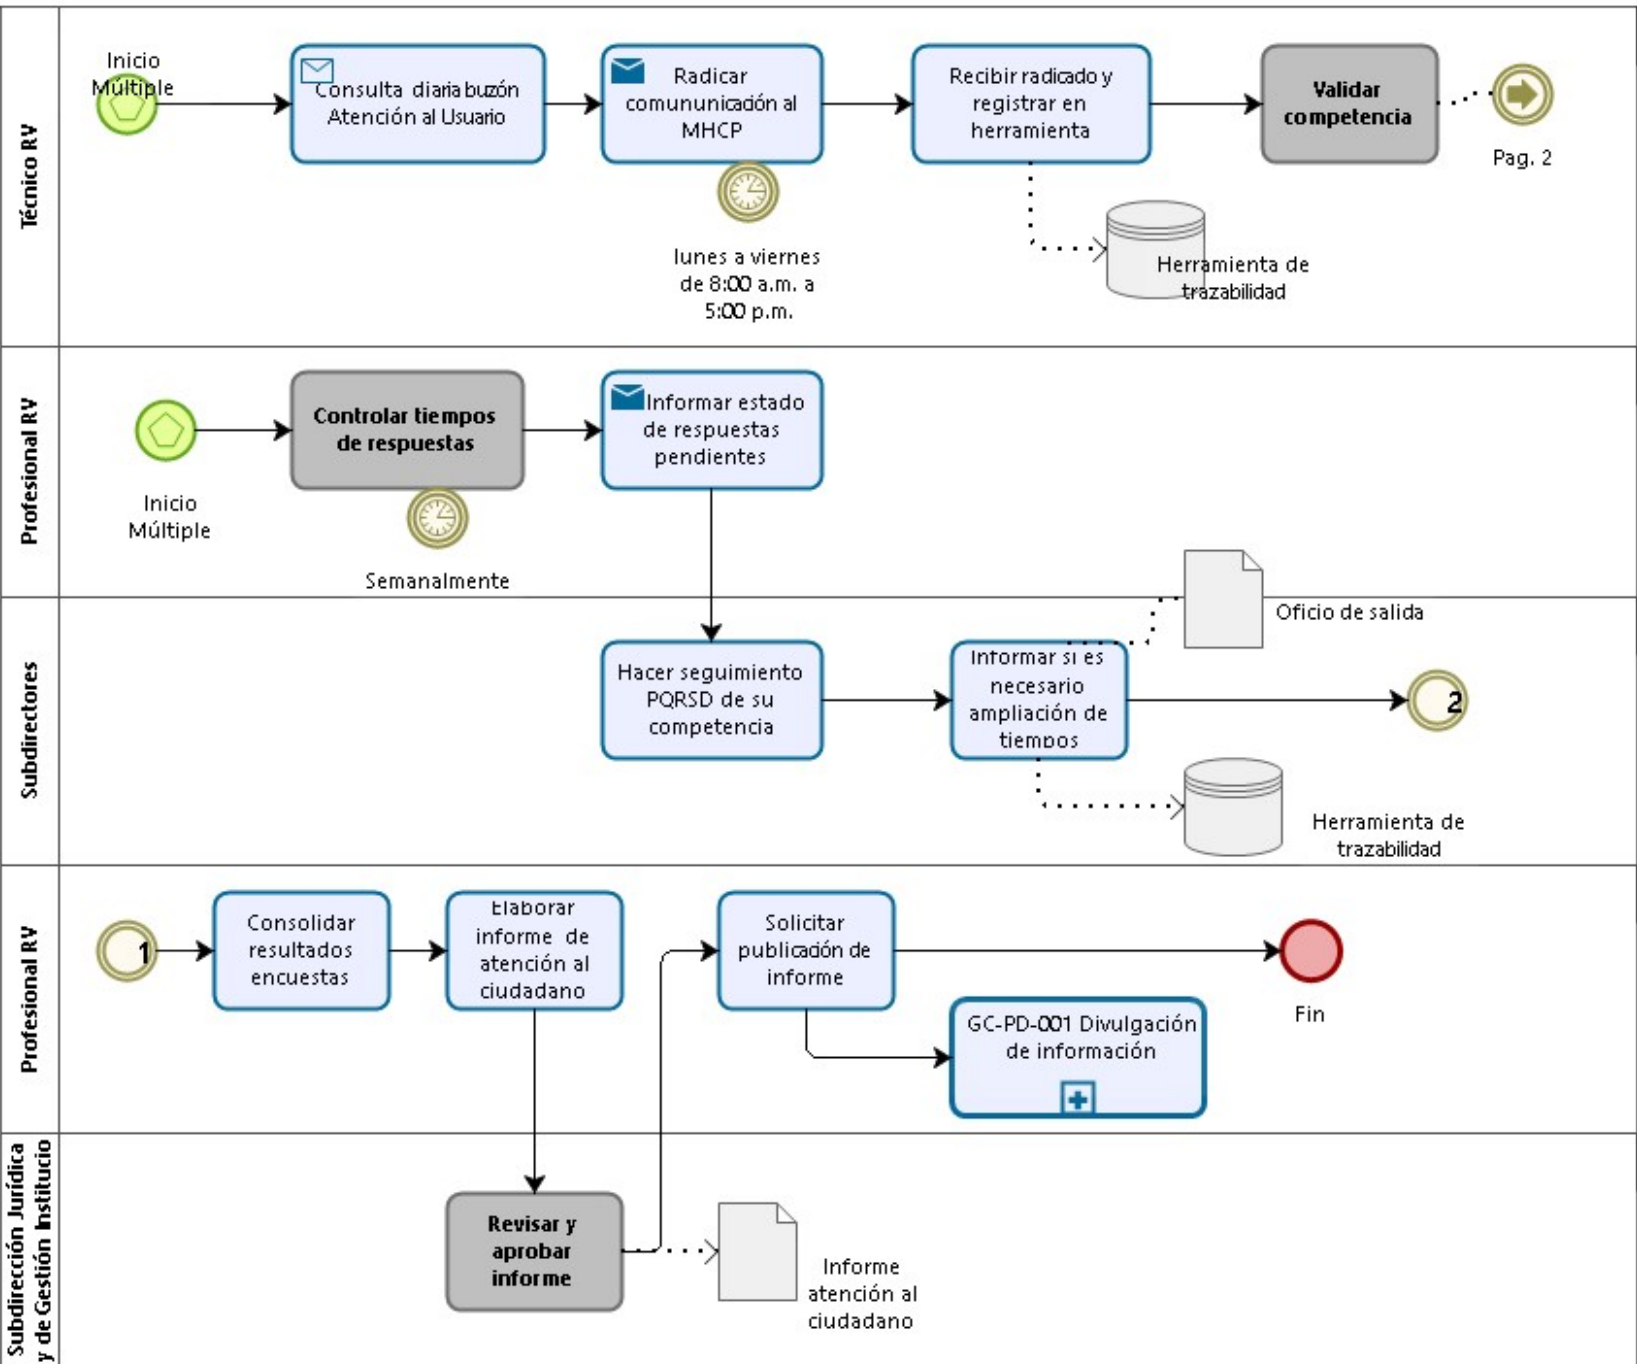 Técnico RV
Inicio
Múltiple
Consulta diaria buzón
Atención al Usuario
Radicar
comununicación al
MHCP
lunes a viernes
de 8:00 a.m. a
5:00 p.m.
Recibir radicado y
registrar en
herramienta
Herramienta de
trazabilidad
Validar
competencia
Pag. 2
Profesional RV
Inicio
Múltiple
Controlar tiempos
de respuestas
Semanalmente
Informar estado
de respuestas
pendientes
Subdirectores
Hacer seguimiento
PQRSD de su
competencia
Informar si es
necesario
ampliación de
tiempos
Oficio de salida
2
Herramienta de
trazabilidad
Profesional RV
1
Consolidar
resultados
encuestas
Elaborar
informe de
atención al
ciudadano
Solicitar
publicación de
informe
Fin
GC-PD-001 Divulgación
de información
Subdirección Jurídica
y de Gestión Institucio
Revisar y
aprobar
informe
Informe
atención al
ciudadano